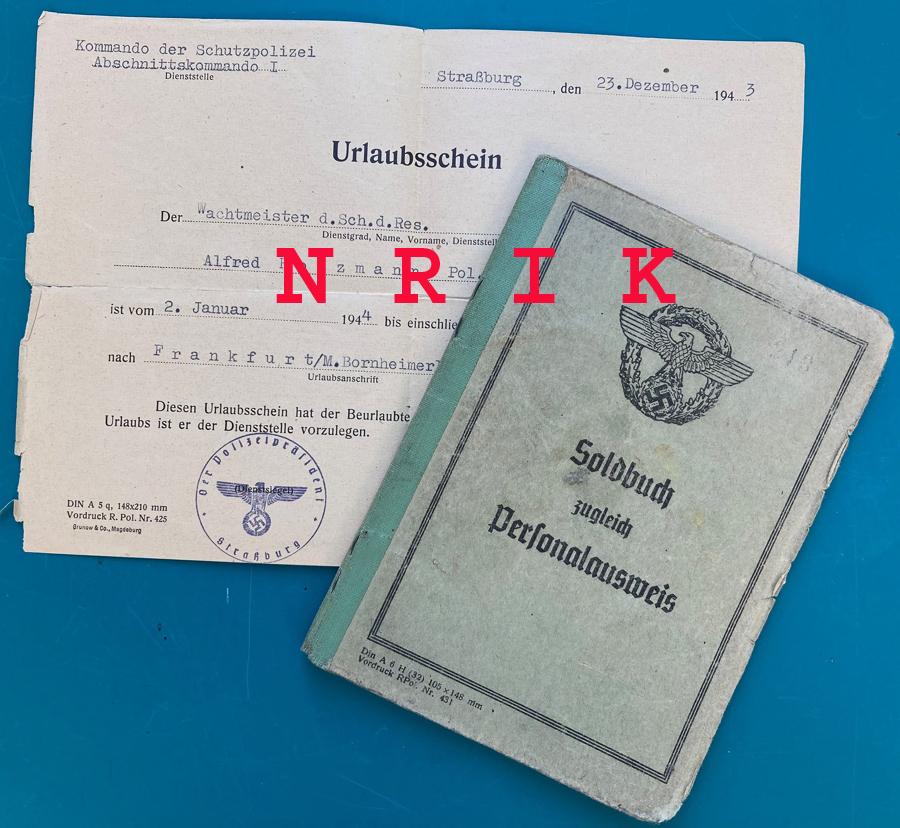 Kommando der Schutzpolizei
Abschnittskommando I
Dienststelle
Straßburg, den 23.Dezember 1943
Urlaubsschein
Der Wachtmeister d.Sch.d.Res.
Dienstgrad, Name, Vorname,
Alfred zmann Pol.
ist vom 2. Januar 1944 bis
nach Frankfurt/M.
Urlaubsanschrift
Diesen Urlaubsschein hat der Beurlaubte
Urlaubs ist er der Dienststelle vorzulegen.
Der Polizeipräsident
(Dienstsiegel)
Straßburg
DIN A 5 q, 148x210 mm
Vordruck R. Pol. Nr. 425
Brunow & Co., Magdeburg
N R I K
Soldbuch
zugleich
Personalausweis
Din A 6 H (32) 105 x 148 mm
Vordruck RPol. Nr. 431